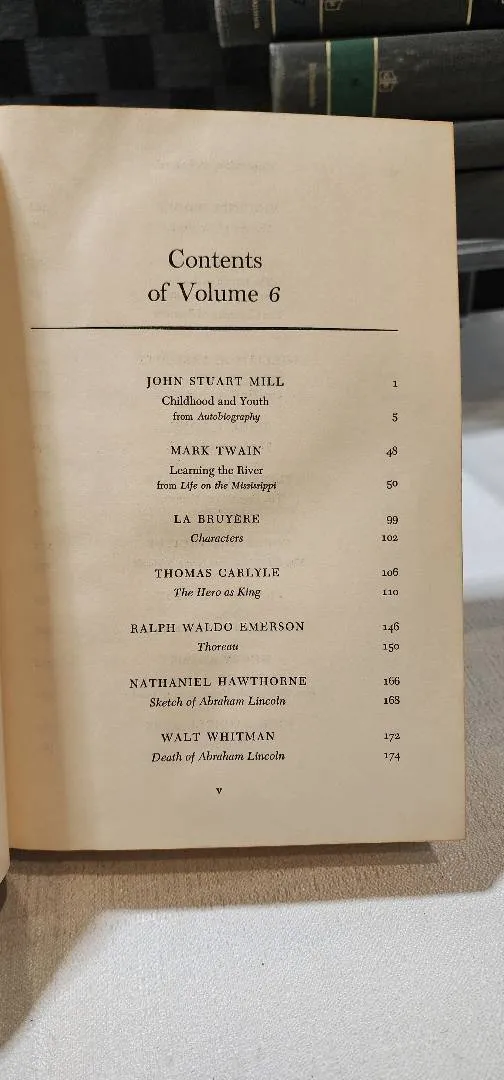 Contents
of Volume 6
JOHN STUART MILL 1
Childhood and Youth
from Autobiography 5
MARK TWAIN 48
Learning the River
from Life on the Mississippi 50
LA BRUYÈRE 99
Characters 102
THOMAS CARLYLE 106
The Hero as King 110
RALPH WALDO EMERSON 146
Thoreau 150
NATHANIEL HAWTHORNE 166
Sketch of Abraham Lincoln 168
WALT WHITMAN 172
Death of Abraham Lincoln 174
v